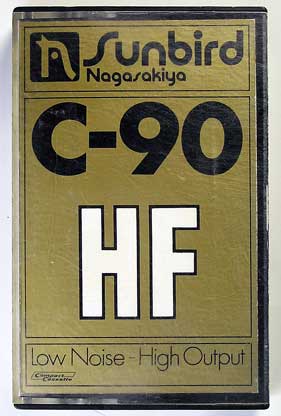 Sunbird
Nagasakiya
C-90
HF
Low Noise-High Output
Compact
Cassette